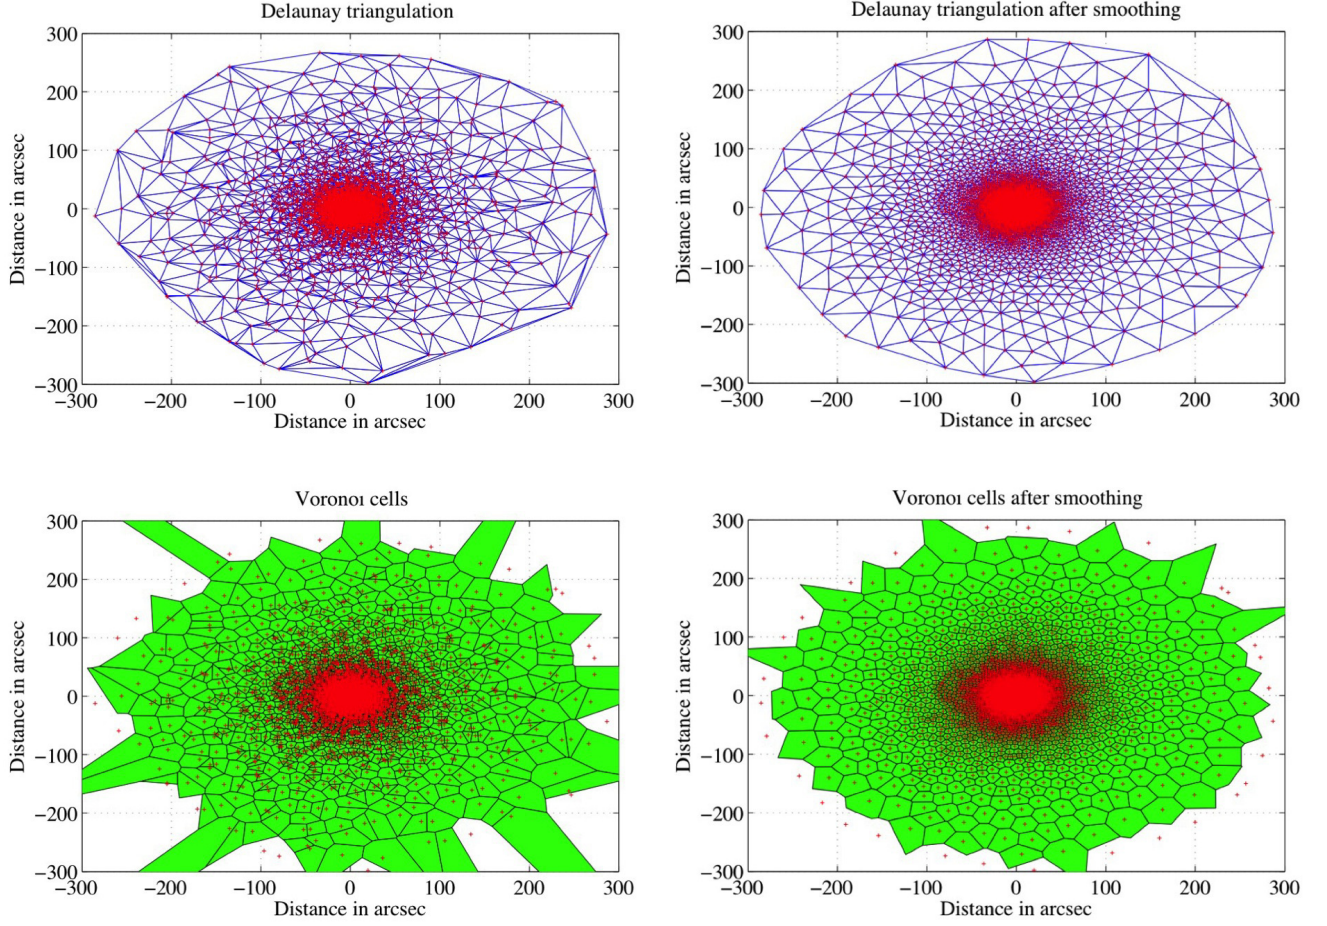 Delaunay triangulation
300
200
100
0
−100
−200
−300
−300 −200 −100 0 100 200 300
Distance in arcsec
Distance in arcsec
Delaunay triangulation after smoothing
300
200
100
0
−100
−200
−300
−300 −200 −100 0 100 200 300
Distance in arcsec
Distance in arcsec
Voronoı cells
300
200
100
0
−100
−200
−300
−300 −200 −100 0 100 200 300
Distance in arcsec
Distance in arcsec
Voronoı cells after smoothing
300
200
100
0
−100
−200
−300
−300 −200 −100 0 100 200 300
Distance in arcsec
Distance in arcsec